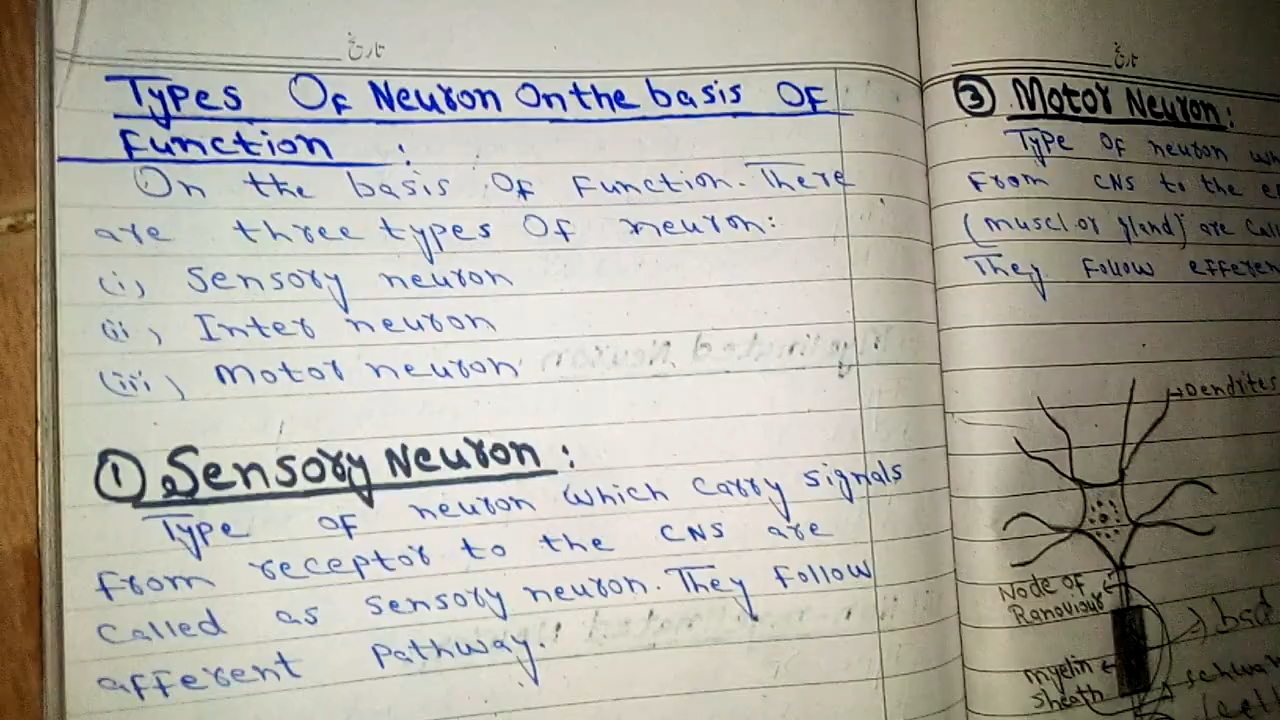 تاریخ
Types Of Neuron On the basis OF
Function :
On the basis of Function. There
are three types Of neuron:
(i) Sensory neuron
(ii) Inter neuron
(iii) Motor neuron
① Sensory Neuron :
Type of neuron which carry signals
from receptor to the CNS are
called as sensory neuron. They follow
afferent pathway.
تاریخ
③ Motor Neuron :
Type of neuron
From CNS to the
(muscl or gland) are
They Follow
Dendrites
Node of
Ranoviour
myelin
sheath